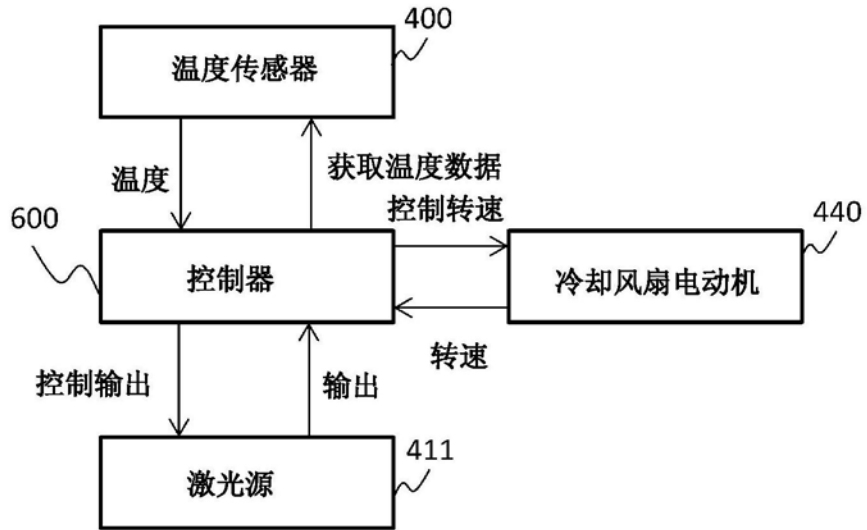 400
温度传感器
温度
获取温度数据
控制转速
600
440
控制器
冷却风扇电动机
转速
控制输出
输出
411
激光源